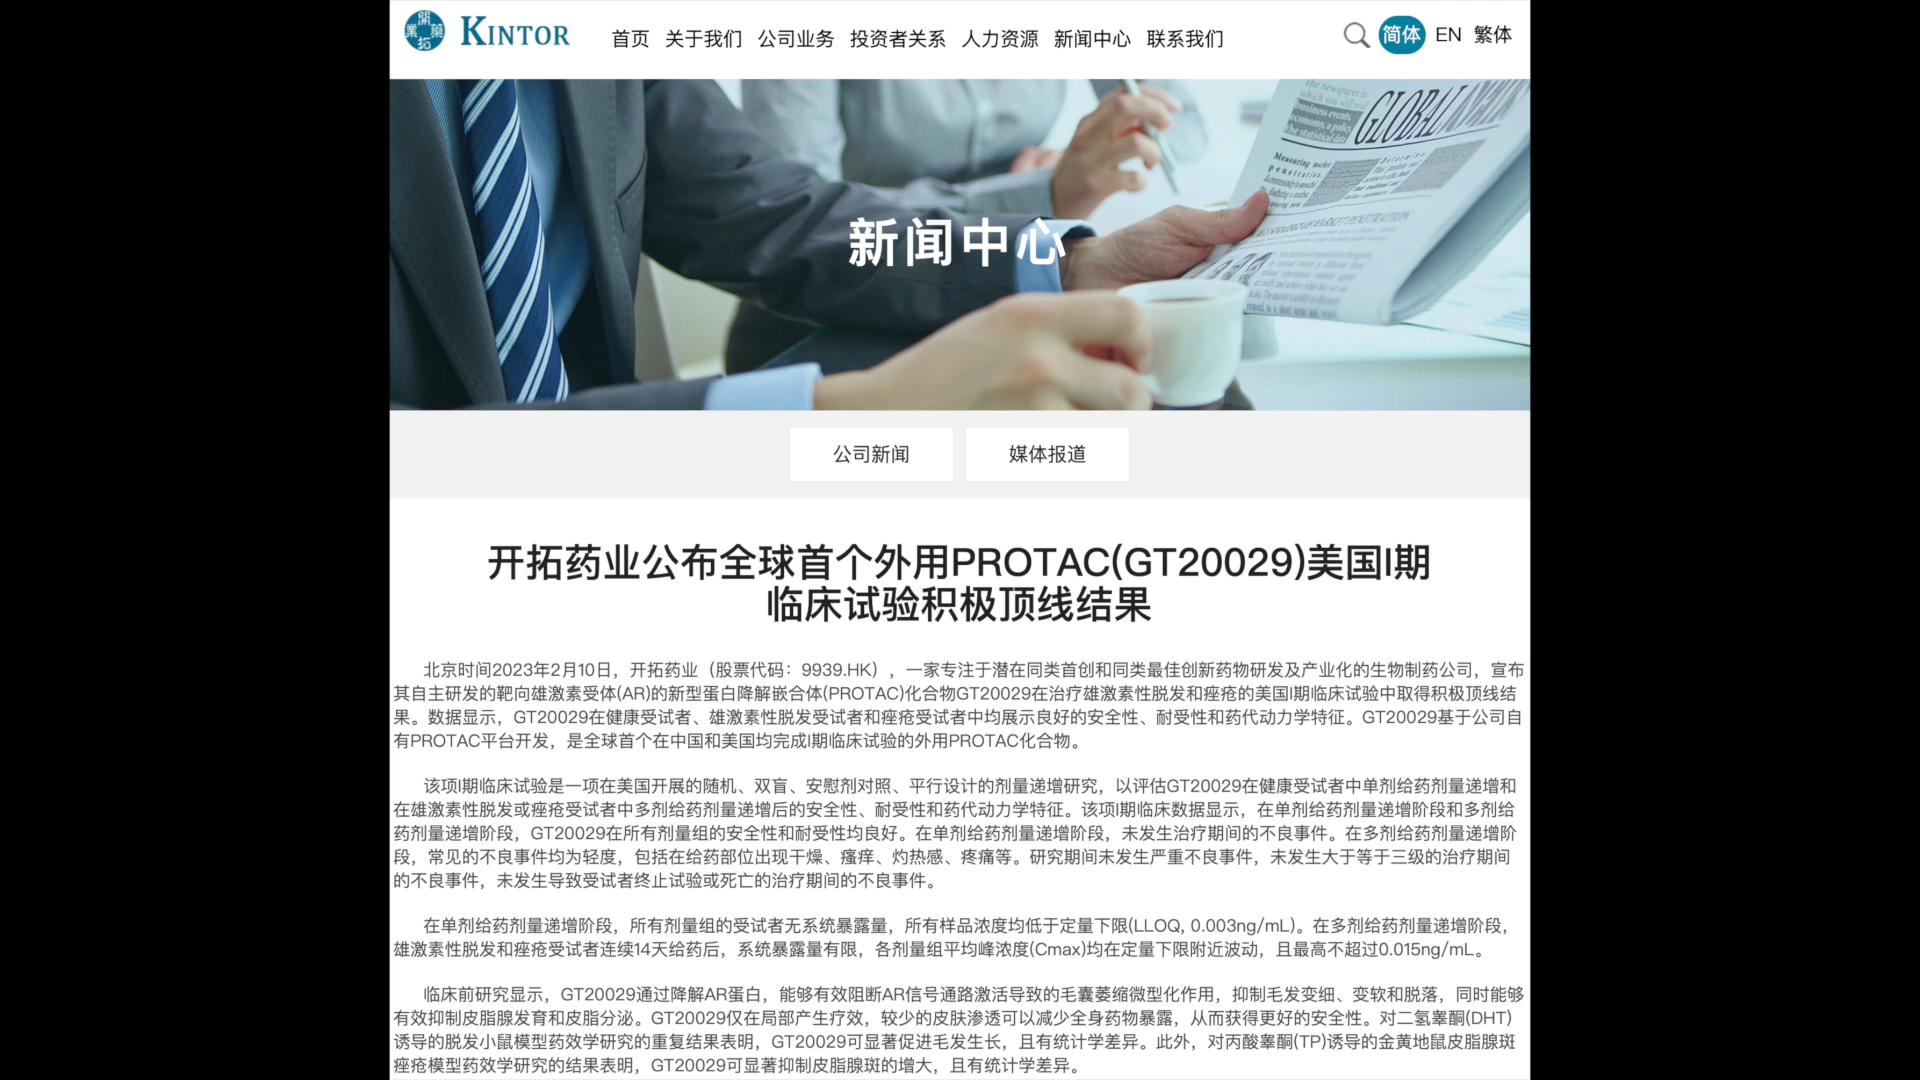 開拓藥業 KINTOR
首页 关于我们 公司业务 投资者关系 人力资源 新闻中心 联系我们
简体 EN 繁体
The newspaper in
which you will read
business events,
economy, a policy
the statistical data
GLOBAL
Measuring market
penetration.
新闻中心
公司新闻 媒体报道
开拓药业公布全球首个外用PROTAC(GT20029)美国I期
临床试验积极顶线结果
北京时间2023年2月10日，开拓药业（股票代码：9939.HK），一家专注于潜在同类首创和同类最佳创新药物研发及产业化的生物制药公司，宣布
其自主研发的靶向雄激素受体(AR)的新型蛋白降解嵌合体(PROTAC)化合物GT20029在治疗雄激素性脱发和痤疮的美国I期临床试验中取得积极顶线结
果。数据显示，GT20029在健康受试者、雄激素性脱发受试者和痤疮受试者中均展示良好的安全性、耐受性和药代动力学特征。GT20029基于公司自
有PROTAC平台开发，是全球首个在中国和美国均完成I期临床试验的外用PROTAC化合物。
该项I期临床试验是一项在美国开展的随机、双盲、安慰剂对照、平行设计的剂量递增研究，以评估GT20029在健康受试者中单剂给药剂量递增和
在雄激素性脱发或痤疮受试者中多剂给药剂量递增后的安全性、耐受性和药代动力学特征。该项I期临床数据显示，在单剂给药剂量递增阶段和多剂给
药剂量递增阶段，GT20029在所有剂量组的安全性和耐受性均良好。在单剂给药剂量递增阶段，未发生治疗期间的不良事件。在多剂给药剂量递增阶
段，常见的不良事件均为轻度，包括在给药部位出现干燥、瘙痒、灼热感、疼痛等。研究期间未发生严重不良事件，未发生大于等于三级的治疗期间
的不良事件，未发生导致受试者终止试验或死亡的治疗期间的不良事件。
在单剂给药剂量递增阶段，所有剂量组的受试者无系统暴露量，所有样品浓度均低于定量下限(LLOQ, 0.003ng/mL)。在多剂给药剂量递增阶段，
雄激素性脱发和痤疮受试者连续14天给药后，系统暴露量有限，各剂量组平均峰浓度(Cmax)均在定量下限附近波动，且最高不超过0.015ng/mL。
临床前研究显示，GT20029通过降解AR蛋白，能够有效阻断AR信号通路激活导致的毛囊萎缩微型化作用，抑制毛发变细、变软和脱落，同时能够
有效抑制皮脂腺发育和皮脂分泌。GT20029仅在局部产生疗效，较少的皮肤渗透可以减少全身药物暴露，从而获得更好的安全性。对二氢睾酮(DHT)
诱导的脱发小鼠模型药效学研究的重复结果表明，GT20029可显著促进毛发生长，且有统计学差异。此外，对丙酸睾酮(TP)诱导的金黄地鼠皮脂腺斑
痤疮模型药效学研究的结果表明，GT20029可显著抑制皮脂腺斑的增大，且有统计学差异。